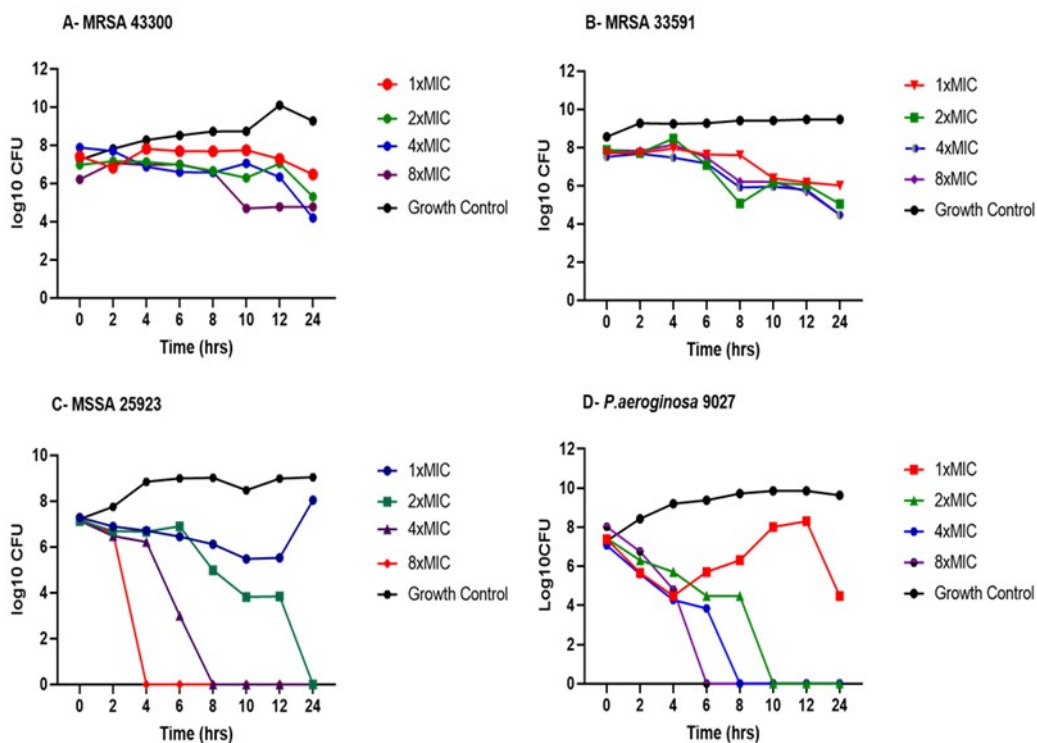 A- MRSA 43300
log10 CFU
12
10
8
6
4
2
0
0 2 4 6 8 10 12 24
Time (hrs)
1xMIC
2xMIC
4xMIC
8xMIC
Growth Control
B- MRSA 33591
log10 CFU
12
10
8
6
4
2
0
0 2 4 6 8 10 12 24
Time (hrs)
1xMIC
2xMIC
4xMIC
8xMIC
Growth Control
C- MSSA 25923
log10 CFU
10
8
6
4
2
0
0 2 4 6 8 10 12 24
Time (hrs)
1xMIC
2xMIC
4xMIC
8xMIC
Growth Control
D- P.aeroginosa 9027
Log10CFU
12
10
8
6
4
2
0
0 2 4 6 8 10 12 24
Time (hrs)
1xMIC
2xMIC
4xMIC
8xMIC
Growth Control